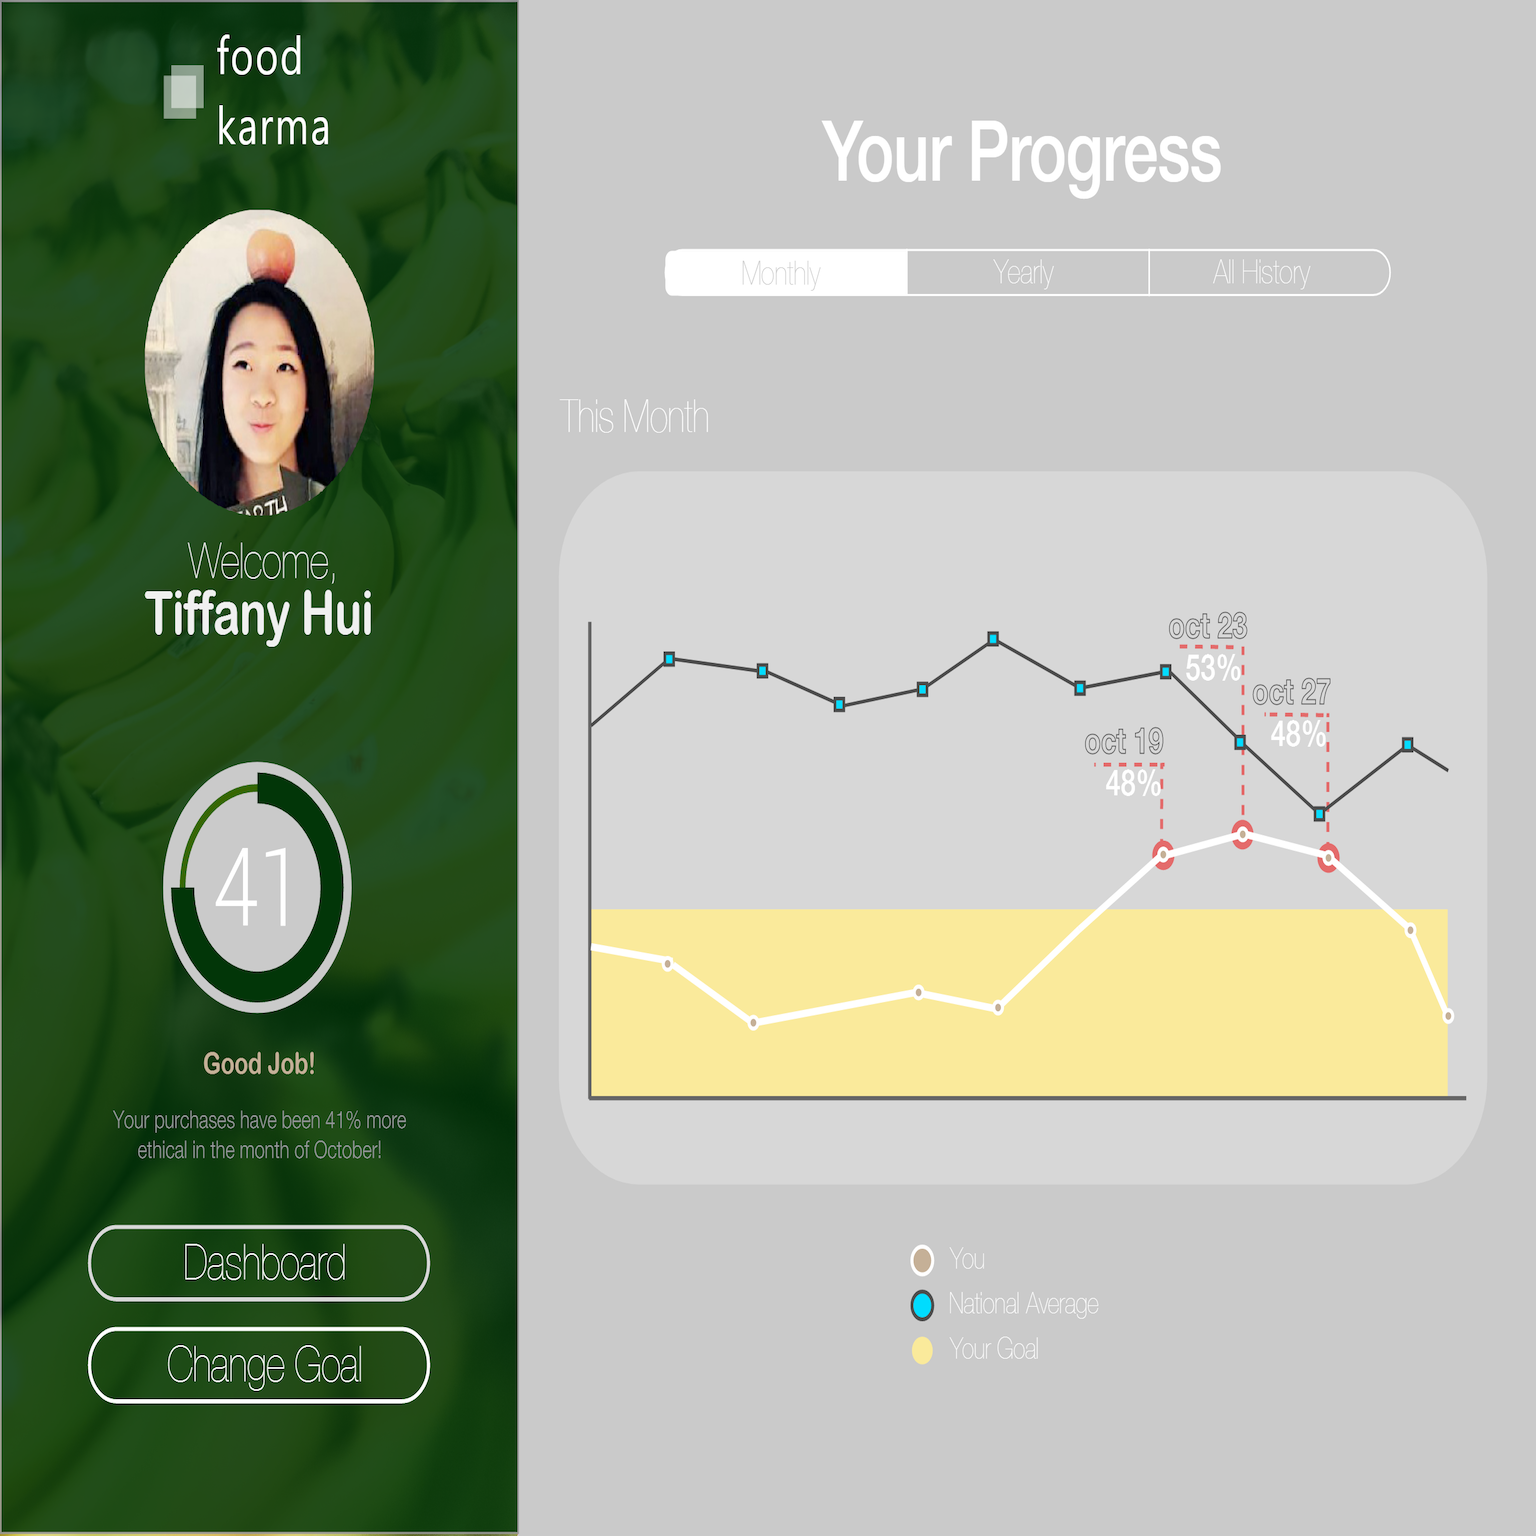 food
karma
Welcome,
Tiffany Hui
41
Good Job!
Your purchases have been 41% more
ethical in the month of October!
Dashboard
Change Goal
Your Progress
Monthly
Yearly
All History
This Month
oct 23
53%
oct 27
48%
oct 19
48%
You
National Average
Your Goal